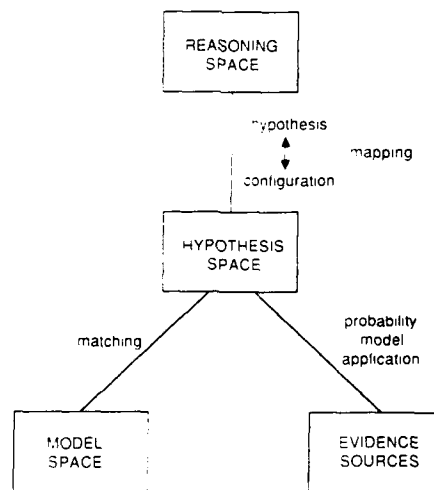 REASONING
SPACE
hypothesis
mapping
configuration
HYPOTHESIS
SPACE
matching
probability
model
application
MODEL
SPACE
EVIDENCE
SOURCES